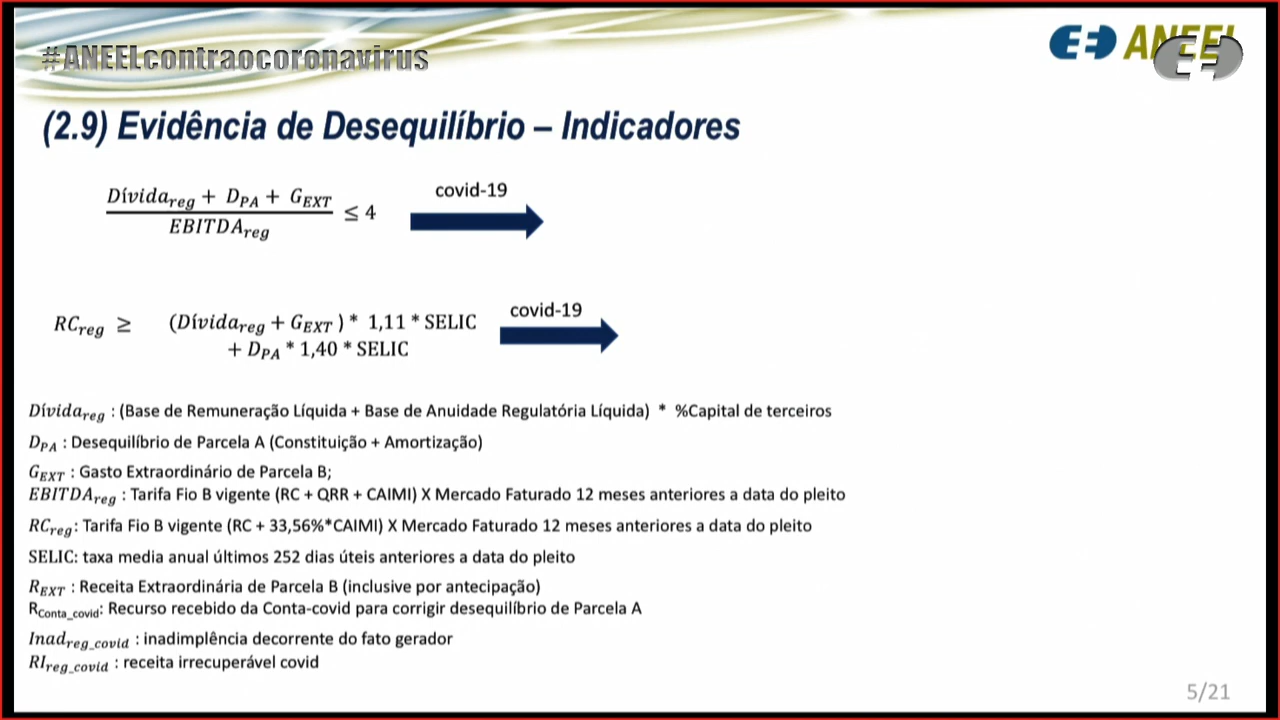 #ANEELcontraocoronavirus
ANEEL
(2.9) Evidência de Desequilíbrio – Indicadores
covid-19
Dívida_reg + D_PA + G_EXT
≤ 4
EBITDA_reg
covid-19
RC_reg ≥ (Dívida_reg + G_EXT ) * 1,11 * SELIC
+ D_PA * 1,40 * SELIC
Dívida_reg : (Base de Remuneração Líquida + Base de Anuidade Regulatória Líquida) * %Capital de terceiros
D_PA : Desequilíbrio de Parcela A (Constituição + Amortização)
G_EXT : Gasto Extraordinário de Parcela B;
EBITDA_reg : Tarifa Fio B vigente (RC + QRR + CAIMI) X Mercado Faturado 12 meses anteriores a data do pleito
RC_reg: Tarifa Fio B vigente (RC + 33,56%*CAIMI) X Mercado Faturado 12 meses anteriores a data do pleito
SELIC: taxa media anual últimos 252 dias úteis anteriores a data do pleito
R_EXT : Receita Extraordinária de Parcela B (inclusive por antecipação)
R_Conta_covid: Recurso recebido da Conta-covid para corrigir desequilíbrio de Parcela A
Inad_reg_covid : inadimplência decorrente do fato gerador
RI_reg_covid : receita irrecuperável covid
5/21